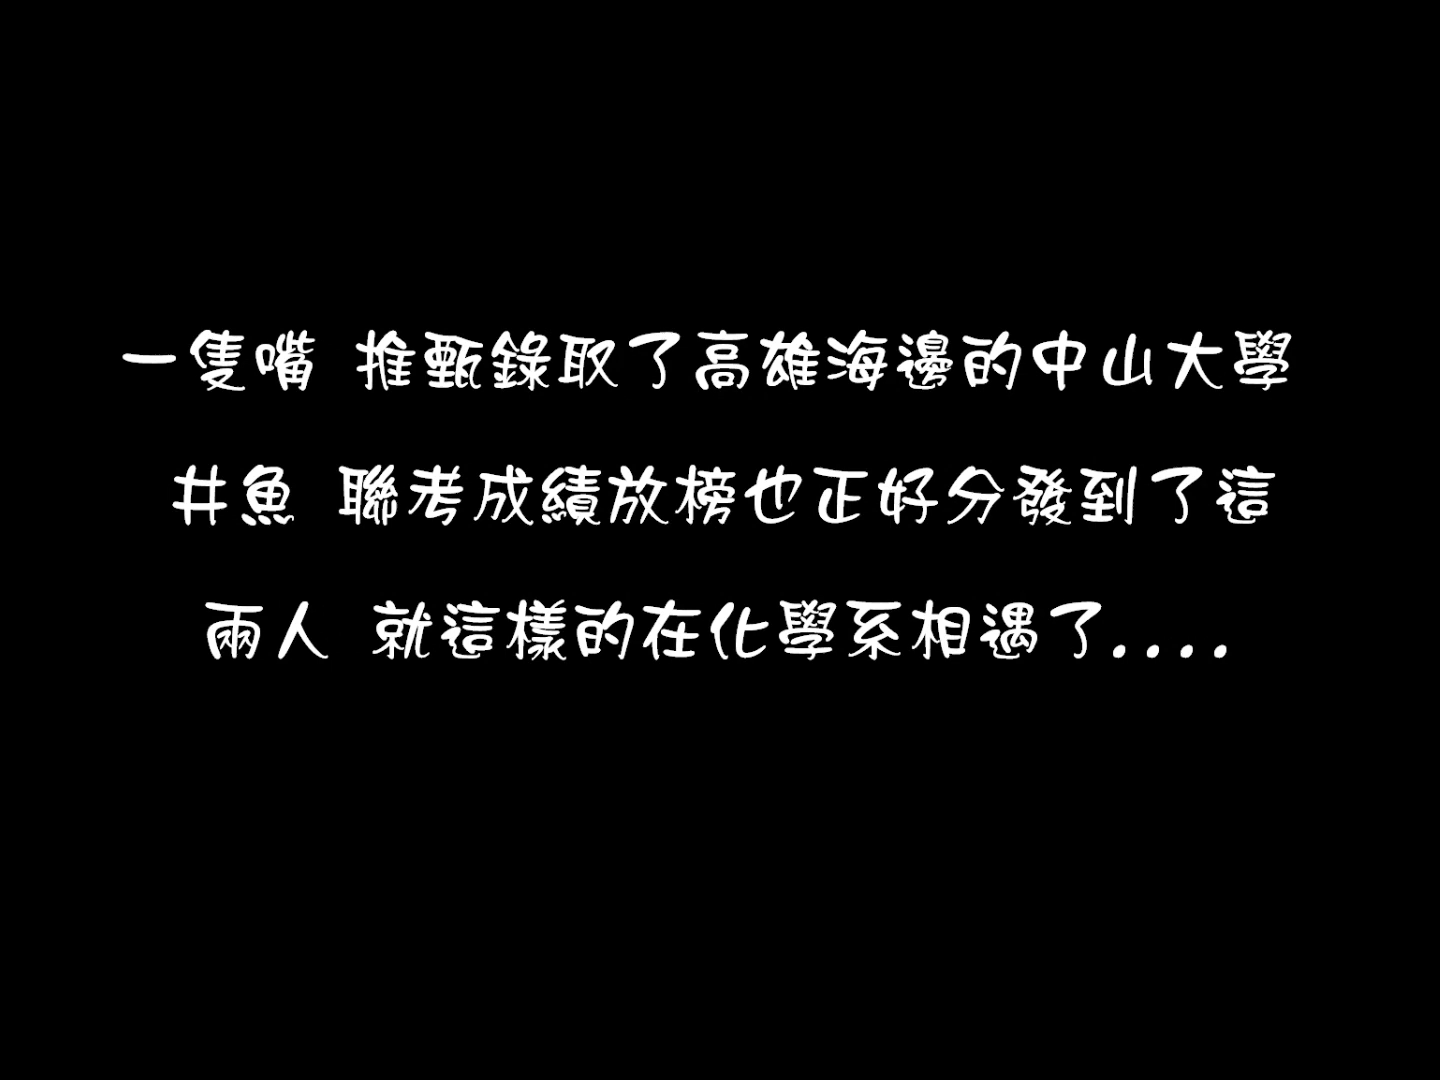 一隻嘴 推甄錄取了高雄海邊的中山大學
井魚 聯考成績放榜也正好分發到了這
兩人 就這樣的在化學系相遇了....